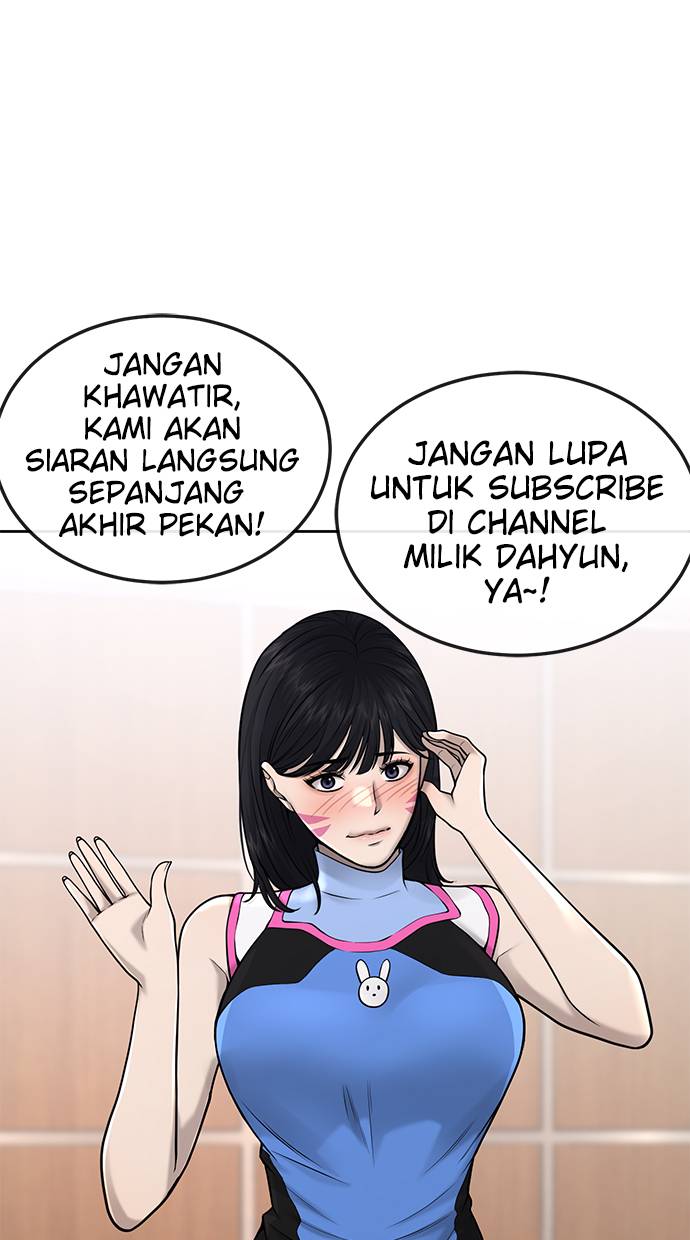 JANGAN
KHAWATIR,
KAMI AKAN
SIARAN LANGSUNG
SEPANJANG
AKHIR PEKAN!
JANGAN LUPA
UNTUK SUBSCRIBE
DI CHANNEL
MILIK DAHYUN,
YA~!